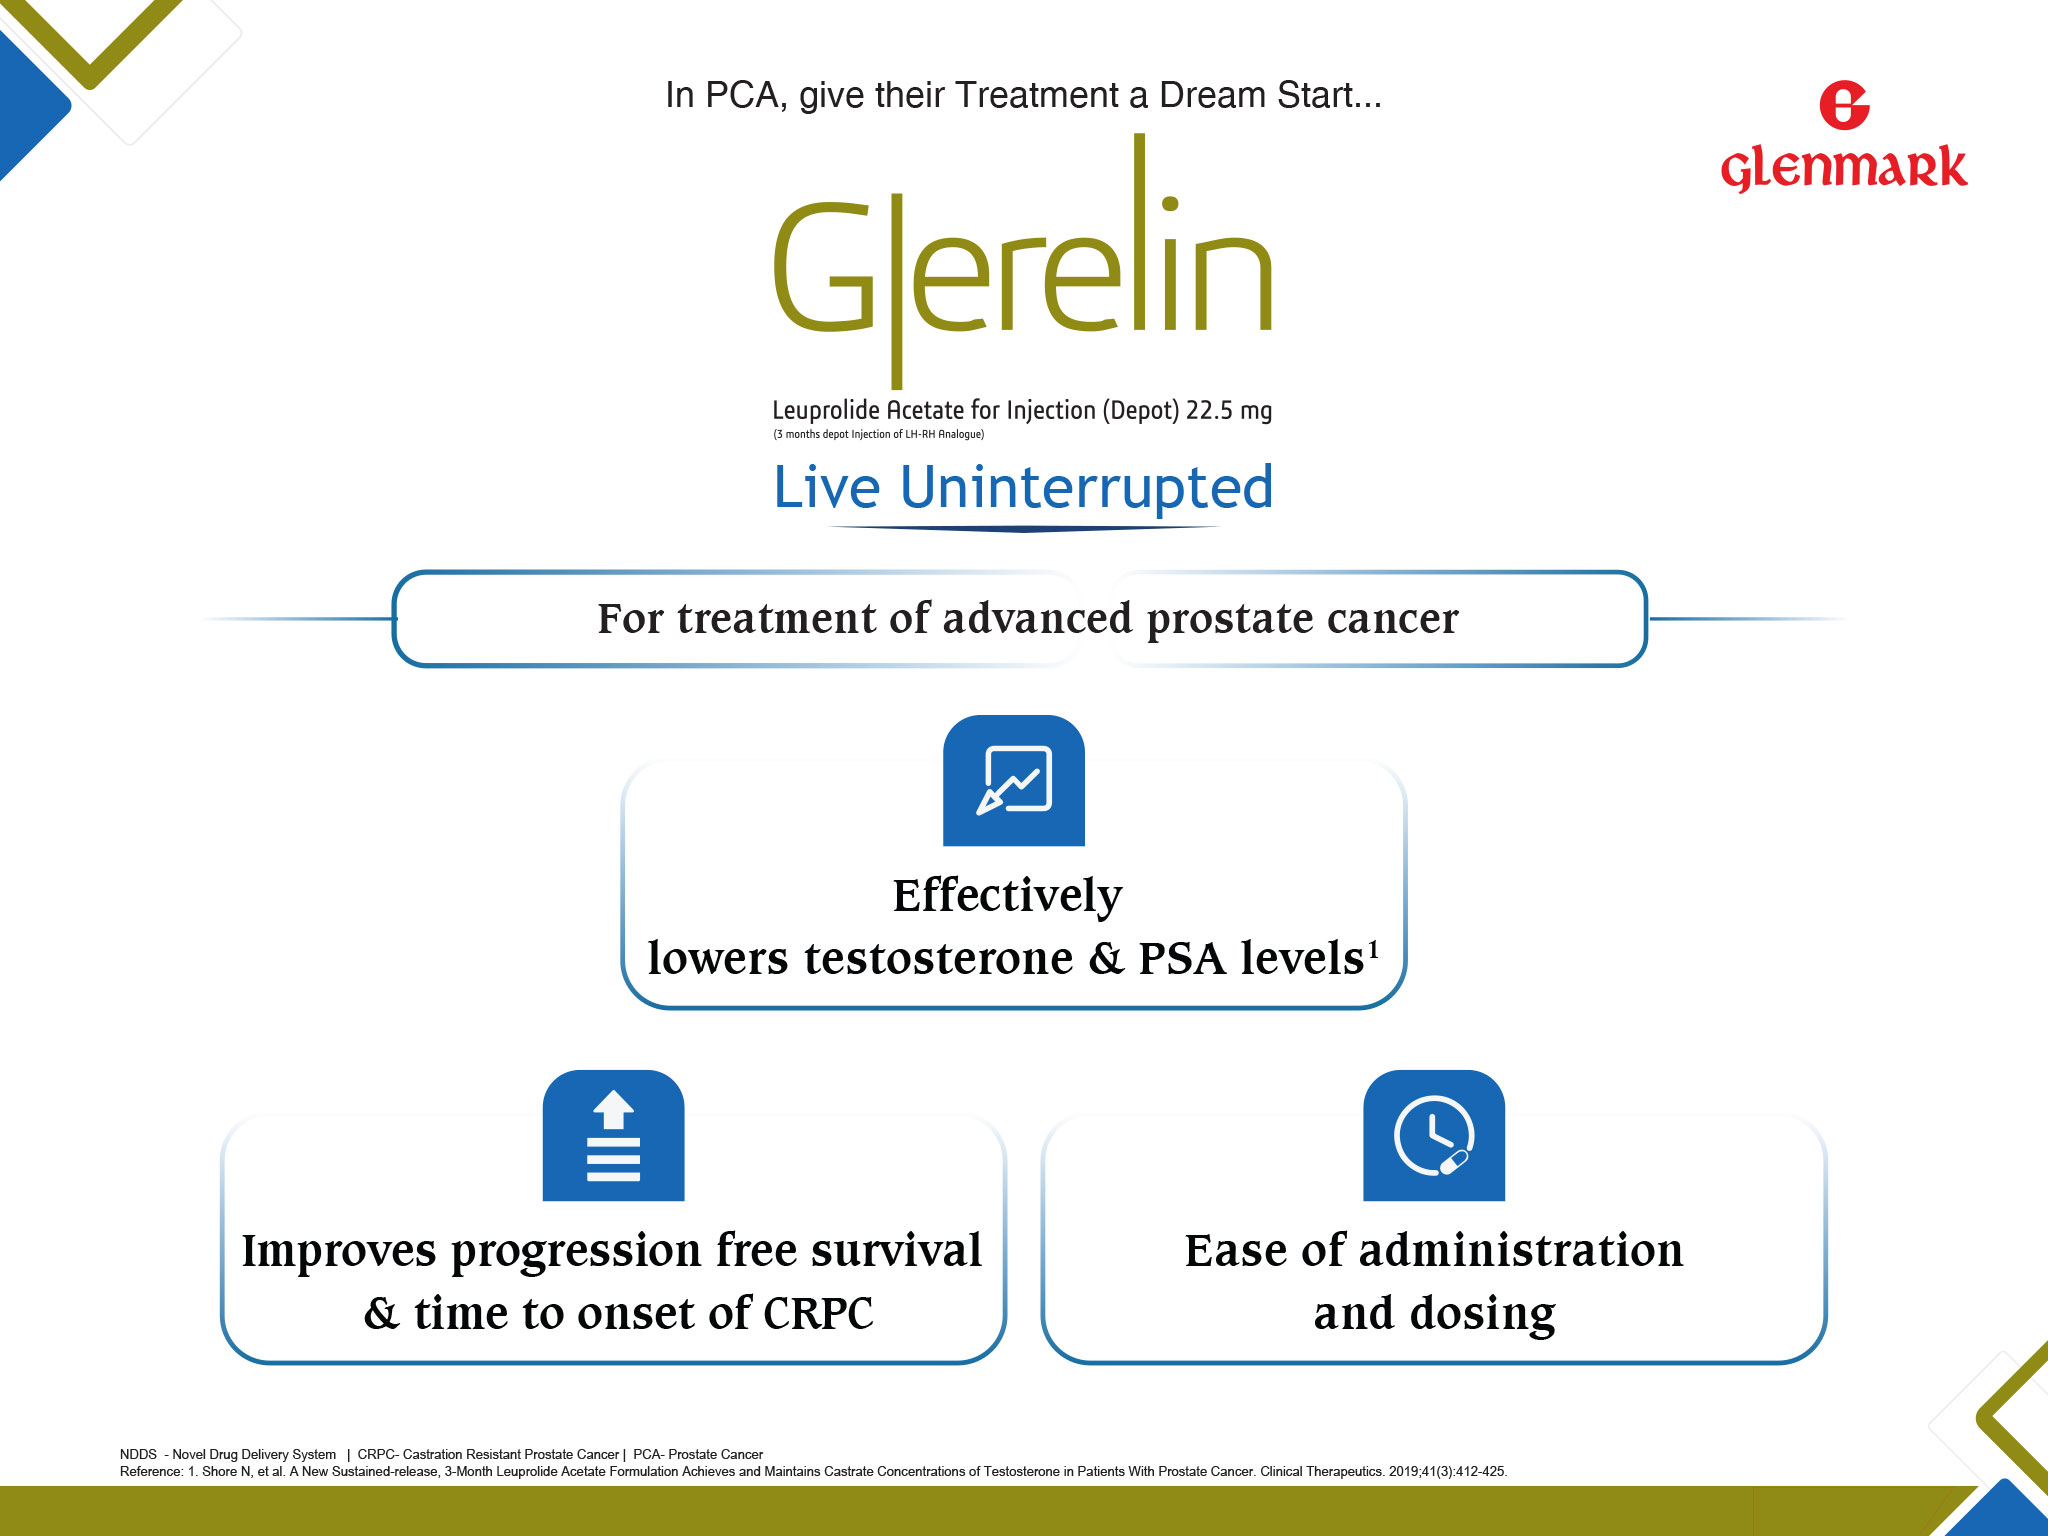 In PCA, give their Treatment a Dream Start...
glenmark
Glerelin
Leuprolide Acetate for Injection (Depot) 22.5 mg
(3 months depot Injection of LH-RH Analogue)
Live Uninterrupted
For treatment of advanced prostate cancer
Effectively
lowers testosterone & PSA levels¹
Improves progression free survival
& time to onset of CRPC
Ease of administration
and dosing
NDDS - Novel Drug Delivery System | CRPC- Castration Resistant Prostate Cancer | PCA- Prostate Cancer
Reference: 1. Shore N, et al. A New Sustained-release, 3-Month Leuprolide Acetate Formulation Achieves and Maintains Castrate Concentrations of Testosterone in Patients With Prostate Cancer. Clinical Therapeutics. 2019;41(3):412-425.